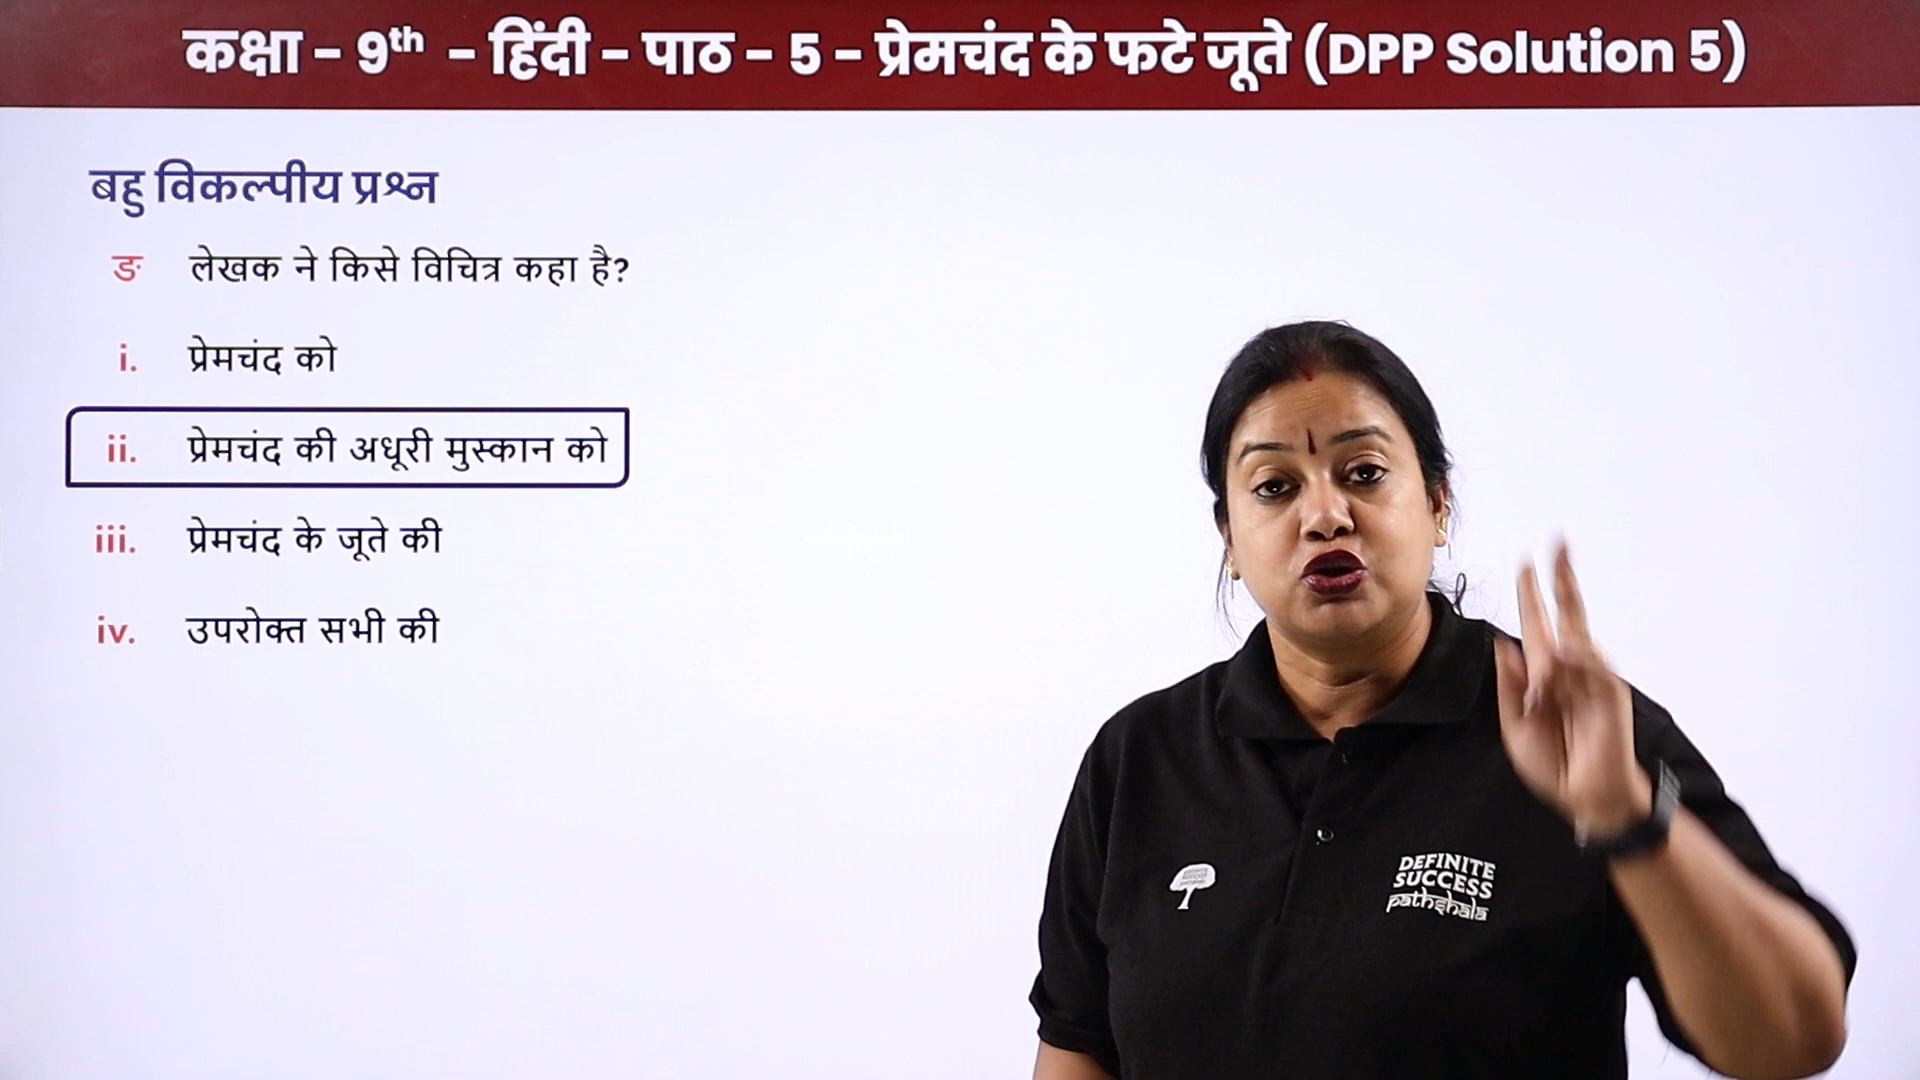 कक्षा – 9th – हिंदी – पाठ – 5 – प्रेमचंद के फटे जूते (DPP Solution 5)
बहु विकल्पीय प्रश्न
ङ लेखक ने किसे विचित्र कहा है?
i. प्रेमचंद को
ii. प्रेमचंद की अधूरी मुस्कान को
iii. प्रेमचंद के जूते की
iv. उपरोक्त सभी की
DEFINITE
SUCCESS
pathshala